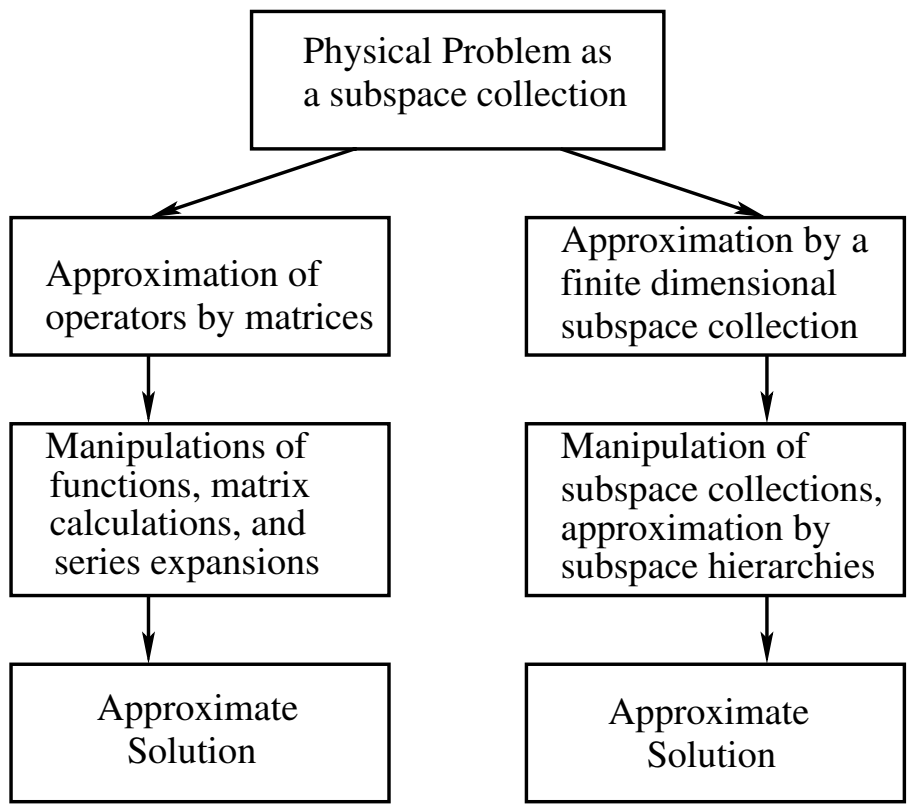 Physical Problem as
a subspace collection
Approximation of
operators by matrices
Approximation by a
finite dimensional
subspace collection
Manipulations of
functions, matrix
calculations, and
series expansions
Manipulation of
subspace collections,
approximation by
subspace hierarchies
Approximate
Solution
Approximate
Solution